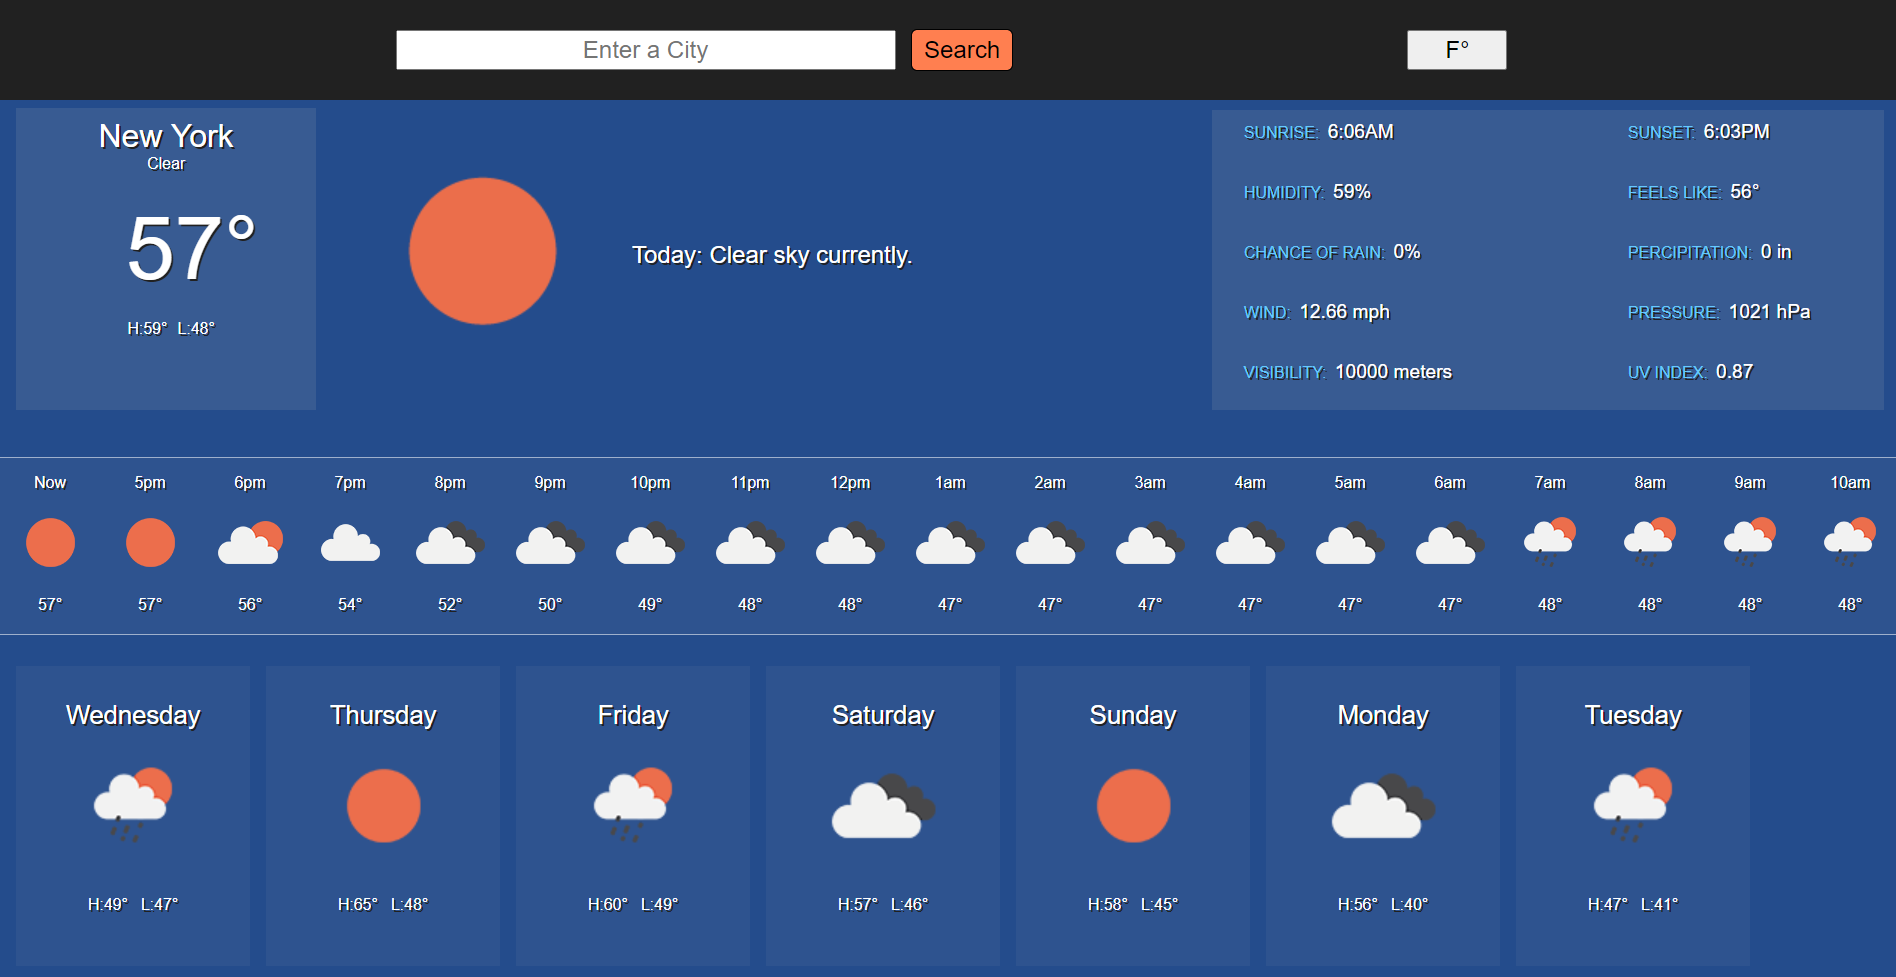 Enter a City Search F°
New York
Clear
57°
H:59° L:48°
Today: Clear sky currently.
SUNRISE: 6:06AM SUNSET: 6:03PM
HUMIDITY: 59% FEELS LIKE: 56°
CHANCE OF RAIN: 0% PERCIPITATION: 0 in
WIND: 12.66 mph PRESSURE: 1021 hPa
VISIBILITY: 10000 meters UV INDEX: 0.87
Now 5pm 6pm 7pm 8pm 9pm 10pm 11pm 12pm 1am 2am 3am 4am 5am 6am 7am 8am 9am 10am
57° 57° 56° 54° 52° 50° 49° 48° 48° 47° 47° 47° 47° 47° 47° 48° 48° 48° 48°
Wednesday Thursday Friday Saturday Sunday Monday Tuesday
H:49° L:47° H:65° L:48° H:60° L:49° H:57° L:46° H:58° L:45° H:56° L:40° H:47° L:41°